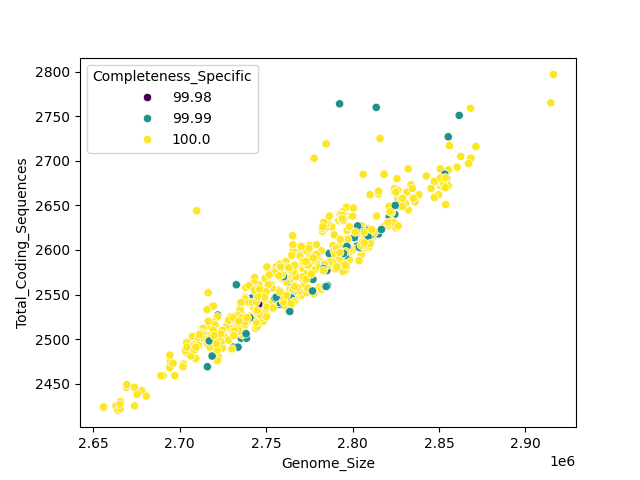 Completeness_Specific
99.98
99.99
100.0
2800
2750
2700
2650
2600
2550
2500
2450
Total_Coding_Sequences
2.65 2.70 2.75 2.80 2.85 2.90
1e6
Genome_Size